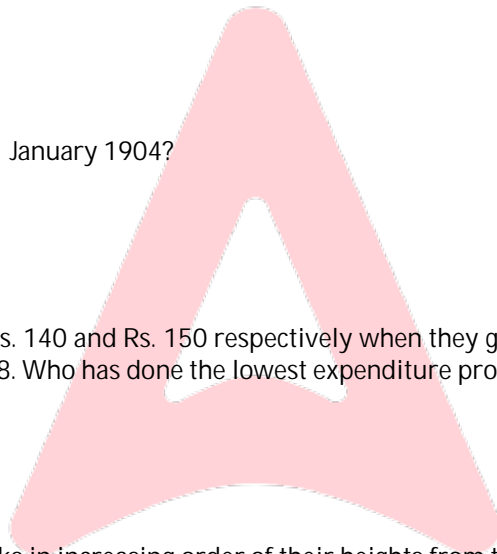 January 1904?
s. 140 and Rs. 150 respectively when they g
8. Who has done the lowest expenditure pro
in increasing order of their heights from t